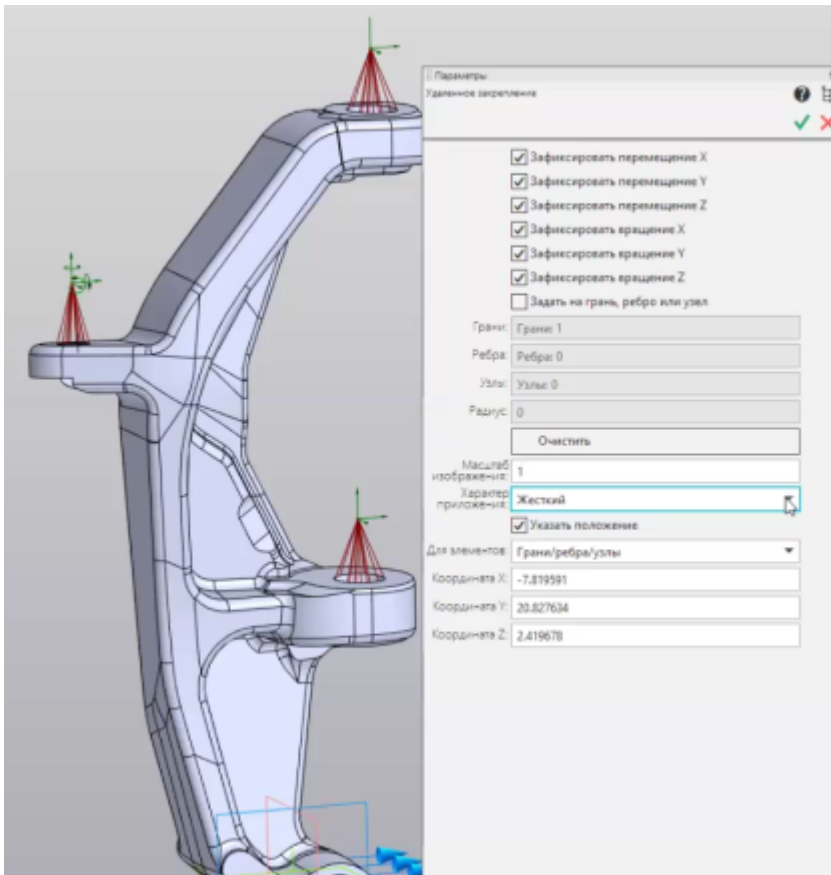 Параметры
Удаленное закрепление
Зафиксировать перемещение X
Зафиксировать перемещение Y
Зафиксировать перемещение Z
Зафиксировать вращение X
Зафиксировать вращение Y
Зафиксировать вращение Z
Задать на грань, ребро или узел
Грани: Грани: 1
Ребра: Ребра: 0
Узлы: Узлы: 0
Радиус: 0
Очистить
Масштаб изображения: 1
Характер приложения: Жесткий
Указать положение
Для элементов: Грани/ребра/узлы
Координата X: -7.819591
Координата Y: 20.827634
Координата Z: 2.419678